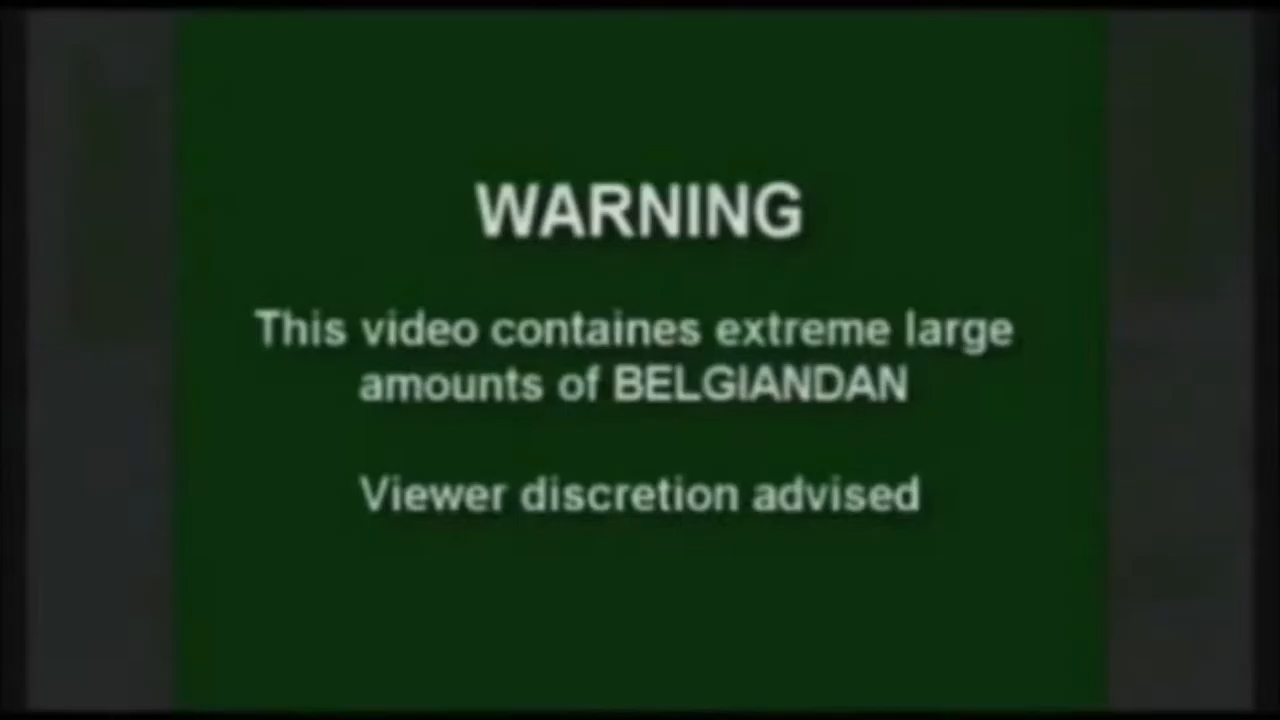 WARNING
This video containes extreme large
amounts of BELGIANDAN
Viewer discretion advised